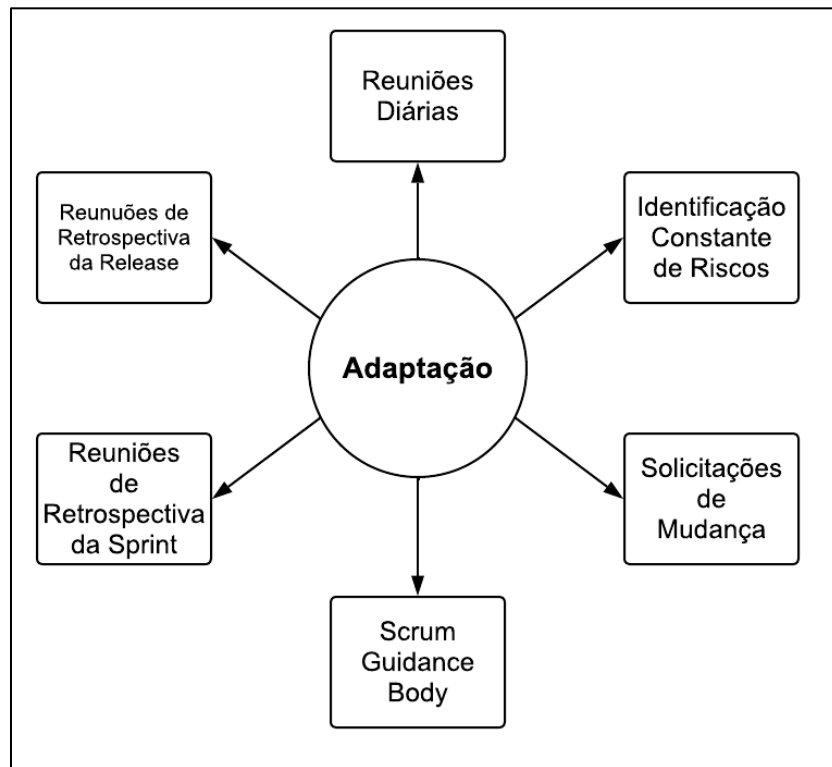 Reuniões
Diárias
Reunuões de
Retrospectiva
da Release
Identificação
Constante
de Riscos
Adaptação
Reuniões
de
Retrospectiva
da Sprint
Solicitações
de
Mudança
Scrum
Guidance
Body